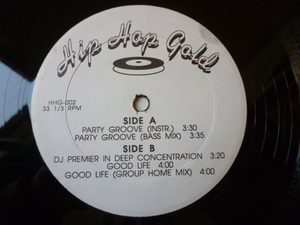 Hip Hop Gold
HHG-002
33 1/3 RPM
SIDE A
PARTY GROOVE (INSTR.) 3:30
PARTY GROOVE (BASS MIX) 3:35
SIDE B
DJ PREMIER IN DEEP CONCENTRATION 3:20
GOOD LIFE 4:00
GOOD LIFE (GROUP HOME MIX) 4:00